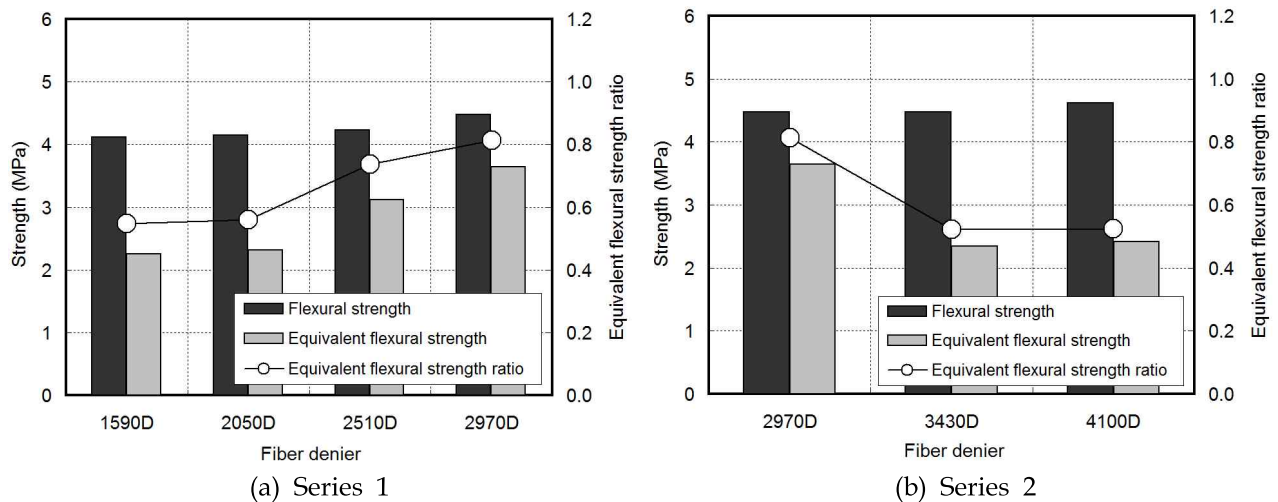 6
5
4
3
2
1
0
Strength (MPa)
1.2
1.0
0.8
0.6
0.4
0.2
0.0
Equivalent flexural strength ratio
Flexural strength
Equivalent flexural strength
Equivalent flexural strength ratio
1590D 2050D 2510D 2970D
Fiber denier
(a) Series 1
6
5
4
3
2
1
0
Strength (MPa)
1.2
1.0
0.8
0.6
0.4
0.2
0.0
Equivalent flexural strength ratio
Flexural strength
Equivalent flexural strength
Equivalent flexural strength ratio
2970D 3430D 4100D
Fiber denier
(b) Series 2